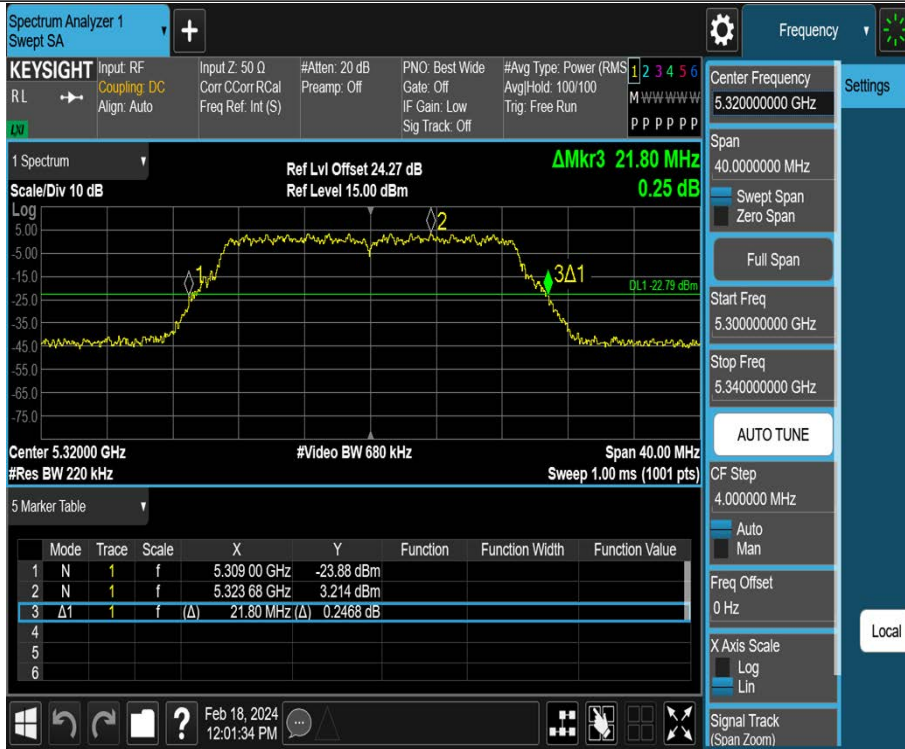 Spectrum Analyzer 1
Swept SA
Frequency
KEYSIGHT
RL
LXI
Input: RF
Coupling: DC
Align: Auto
Input Z: 50 Ω
Corr CCorr RCal
Freq Ref: Int (S)
#Atten: 20 dB
Preamp: Off
PNO: Best Wide
Gate: Off
IF Gain: Low
Sig Track: Off
#Avg Type: Power (RMS
Avg|Hold: 100/100
Trig: Free Run
1 2 3 4 5 6
M W W W W W
P P P P P P
1 Spectrum
Scale/Div 10 dB
Ref Lvl Offset 24.27 dB
Ref Level 15.00 dBm
ΔMkr3 21.80 MHz
0.25 dB
Log
5.00
-5.00
-15.0
-25.0
-35.0
-45.0
-55.0
-65.0
-75.0
1
2
3Δ1
DL1 -22.79 dBm
Center 5.32000 GHz
#Res BW 220 kHz
#Video BW 680 kHz
Span 40.00 MHz
Sweep 1.00 ms (1001 pts)
5 Marker Table
Mode Trace Scale X Y Function Function Width Function Value
1 N 1 f 5.309 00 GHz -23.88 dBm
2 N 1 f 5.323 68 GHz 3.214 dBm
3 Δ1 1 f (Δ) 21.80 MHz (Δ) 0.2468 dB
4
5
6
?
Feb 18, 2024
12:01:34 PM
Center Frequency
5.320000000 GHz
Settings
Span
40.0000000 MHz
Swept Span
Zero Span
Full Span
Start Freq
5.300000000 GHz
Stop Freq
5.340000000 GHz
AUTO TUNE
CF Step
4.000000 MHz
Auto
Man
Freq Offset
0 Hz
Local
X Axis Scale
Log
Lin
Signal Track
(Span Zoom)